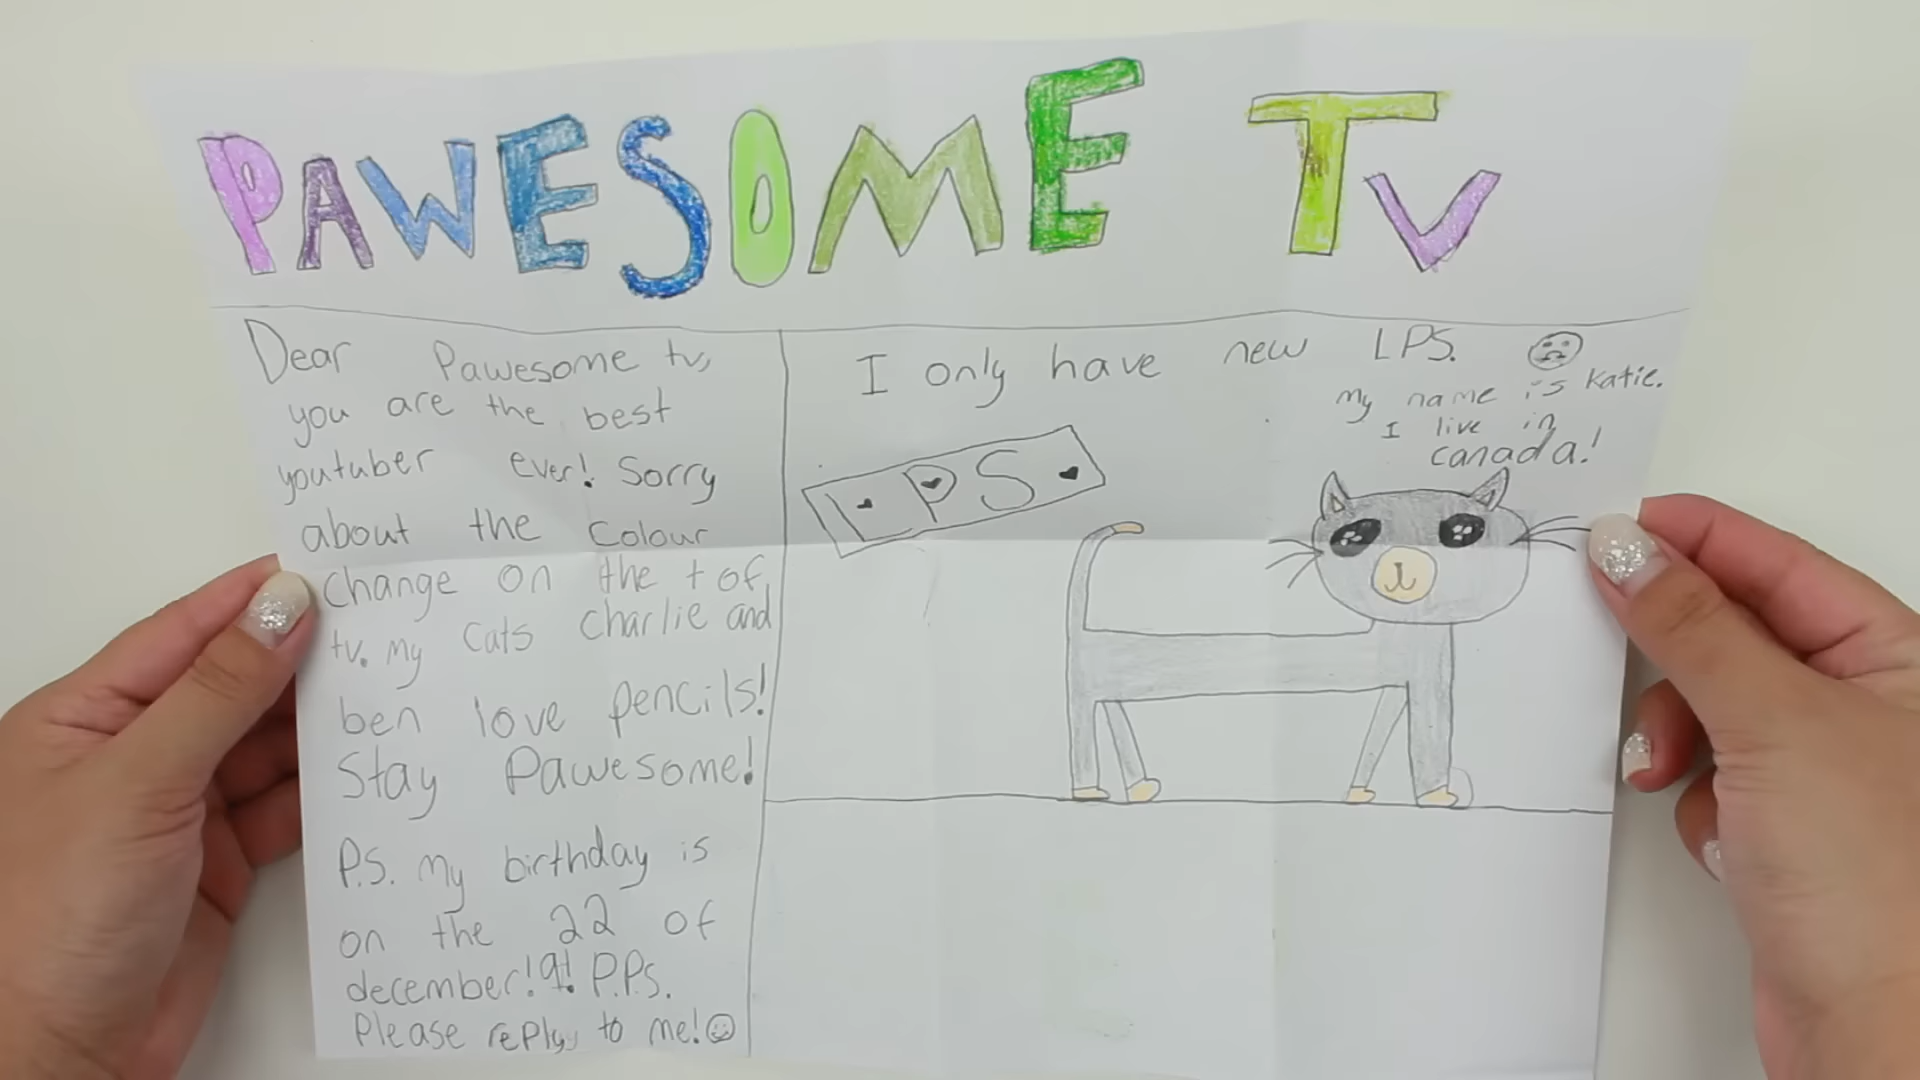 PAWESOME TV
Dear Pawesome tv,
you are the best
youtuber ever! Sorry
about the Colour
change on the t of
tv. my cats charlie and
ben love pencils!
Stay Pawesome!
P.S. my birthday is
on the 22 of
december!9! P.P.S.
Please reply to me!
I only have new LPS.
my name is Katie.
I live in
canada!
LPS